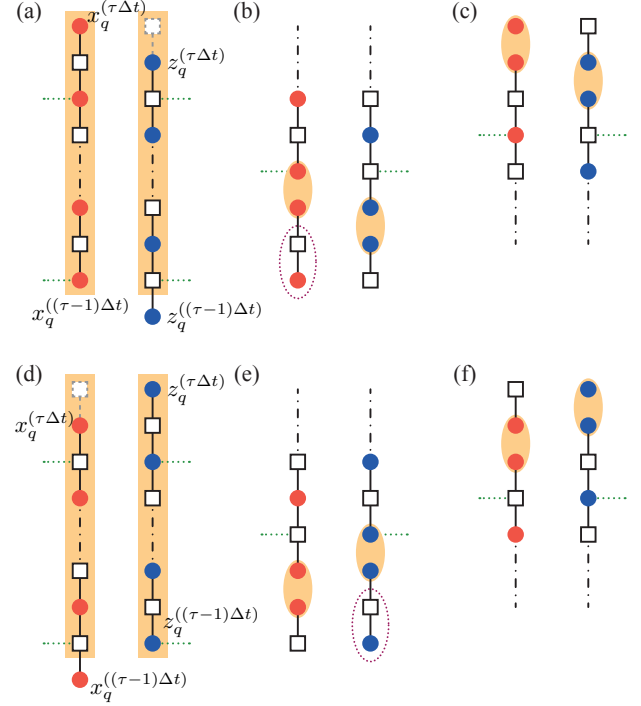 (a) x_q^{(τΔt)} (b) (c)
z_q^{(τΔt)}
x_q^{((τ−1)Δt)} z_q^{((τ−1)Δt)}
(d) z_q^{(τΔt)} (e) (f)
x_q^{(τΔt)}
z_q^{((τ−1)Δt)}
x_q^{((τ−1)Δt)}